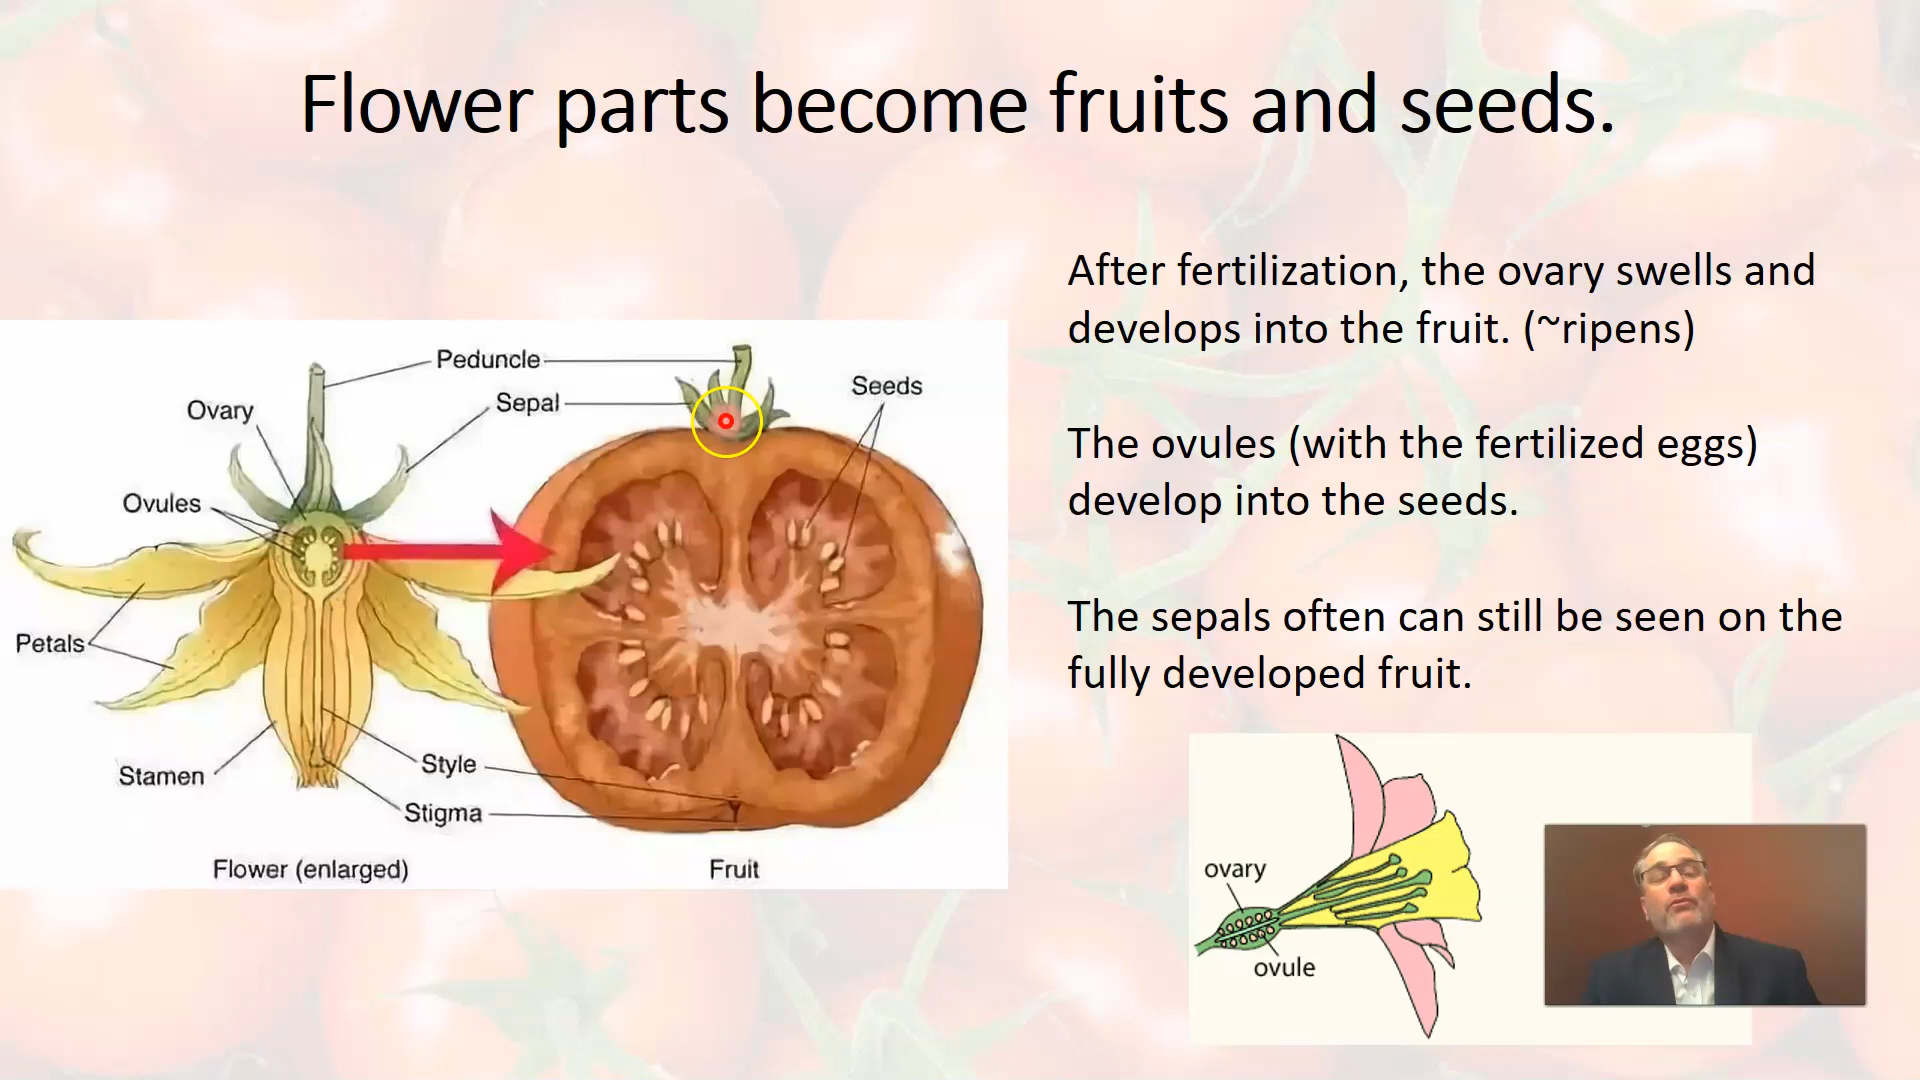 Flower parts become fruits and seeds.
After fertilization, the ovary swells and
develops into the fruit. (~ripens)
The ovules (with the fertilized eggs)
develop into the seeds.
The sepals often can still be seen on the
fully developed fruit.
Peduncle
Sepal
Seeds
Ovary
Ovules
Petals
Stamen
Style
Stigma
Flower (enlarged)
Fruit
ovary
ovule